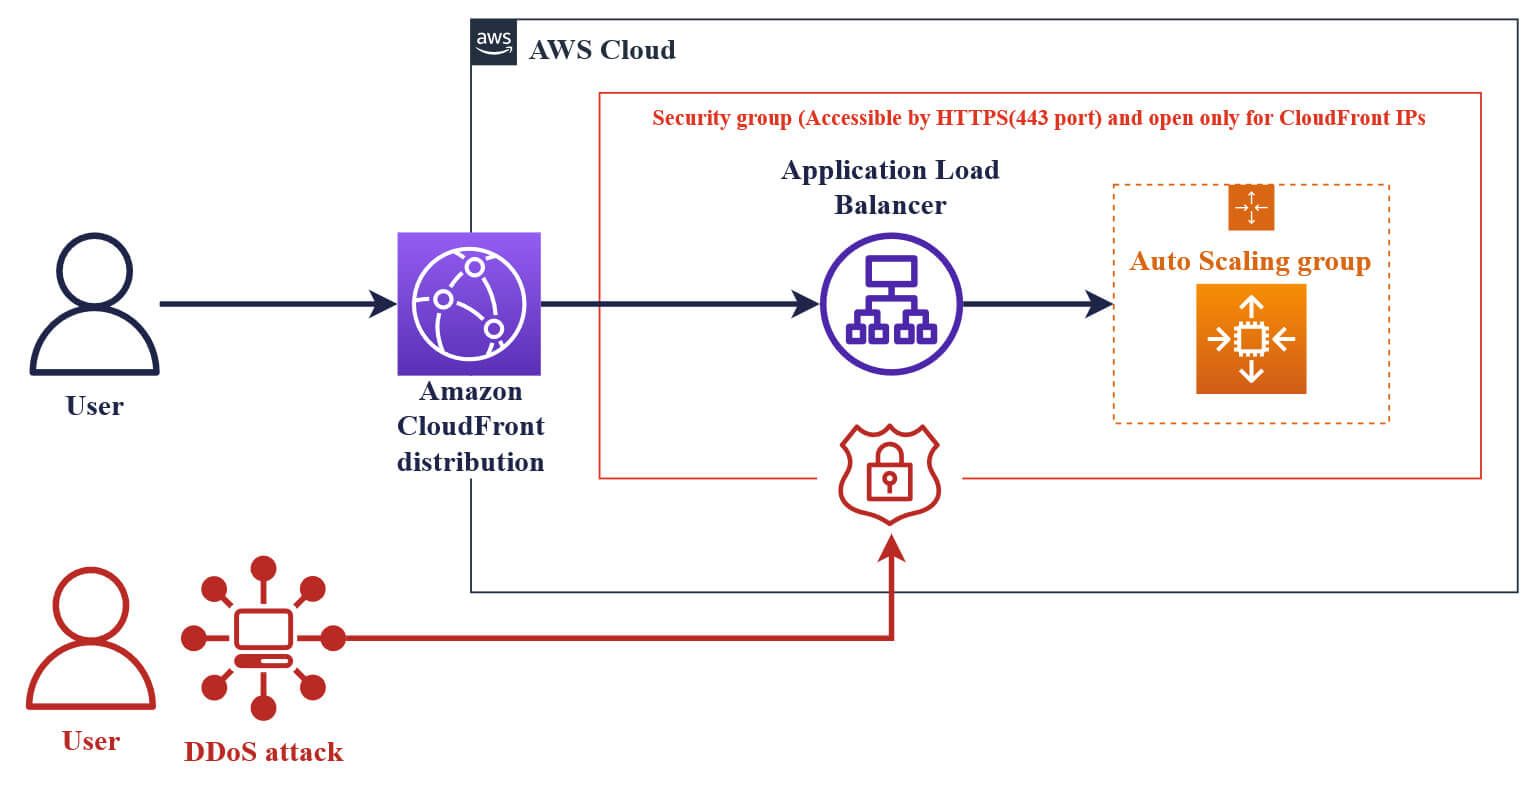 aws
AWS Cloud
Security group (Accessible by HTTPS(443 port) and open only for CloudFront IPs
Application Load
Balancer
Auto Scaling group
User
Amazon
CloudFront
distribution
User
DDoS attack